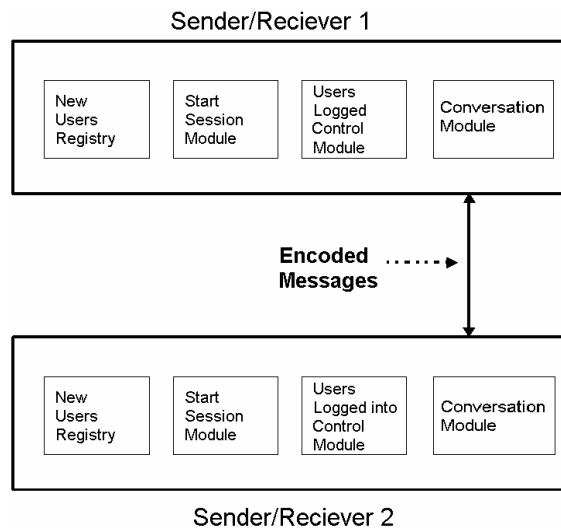 Sender/Reciever 1
New
Users
Registry
Start
Session
Module
Users
Logged
Control
Module
Conversation
Module
Encoded
Messages
New
Users
Registry
Start
Session
Module
Users
Logged into
Control
Module
Conversation
Module
Sender/Reciever 2